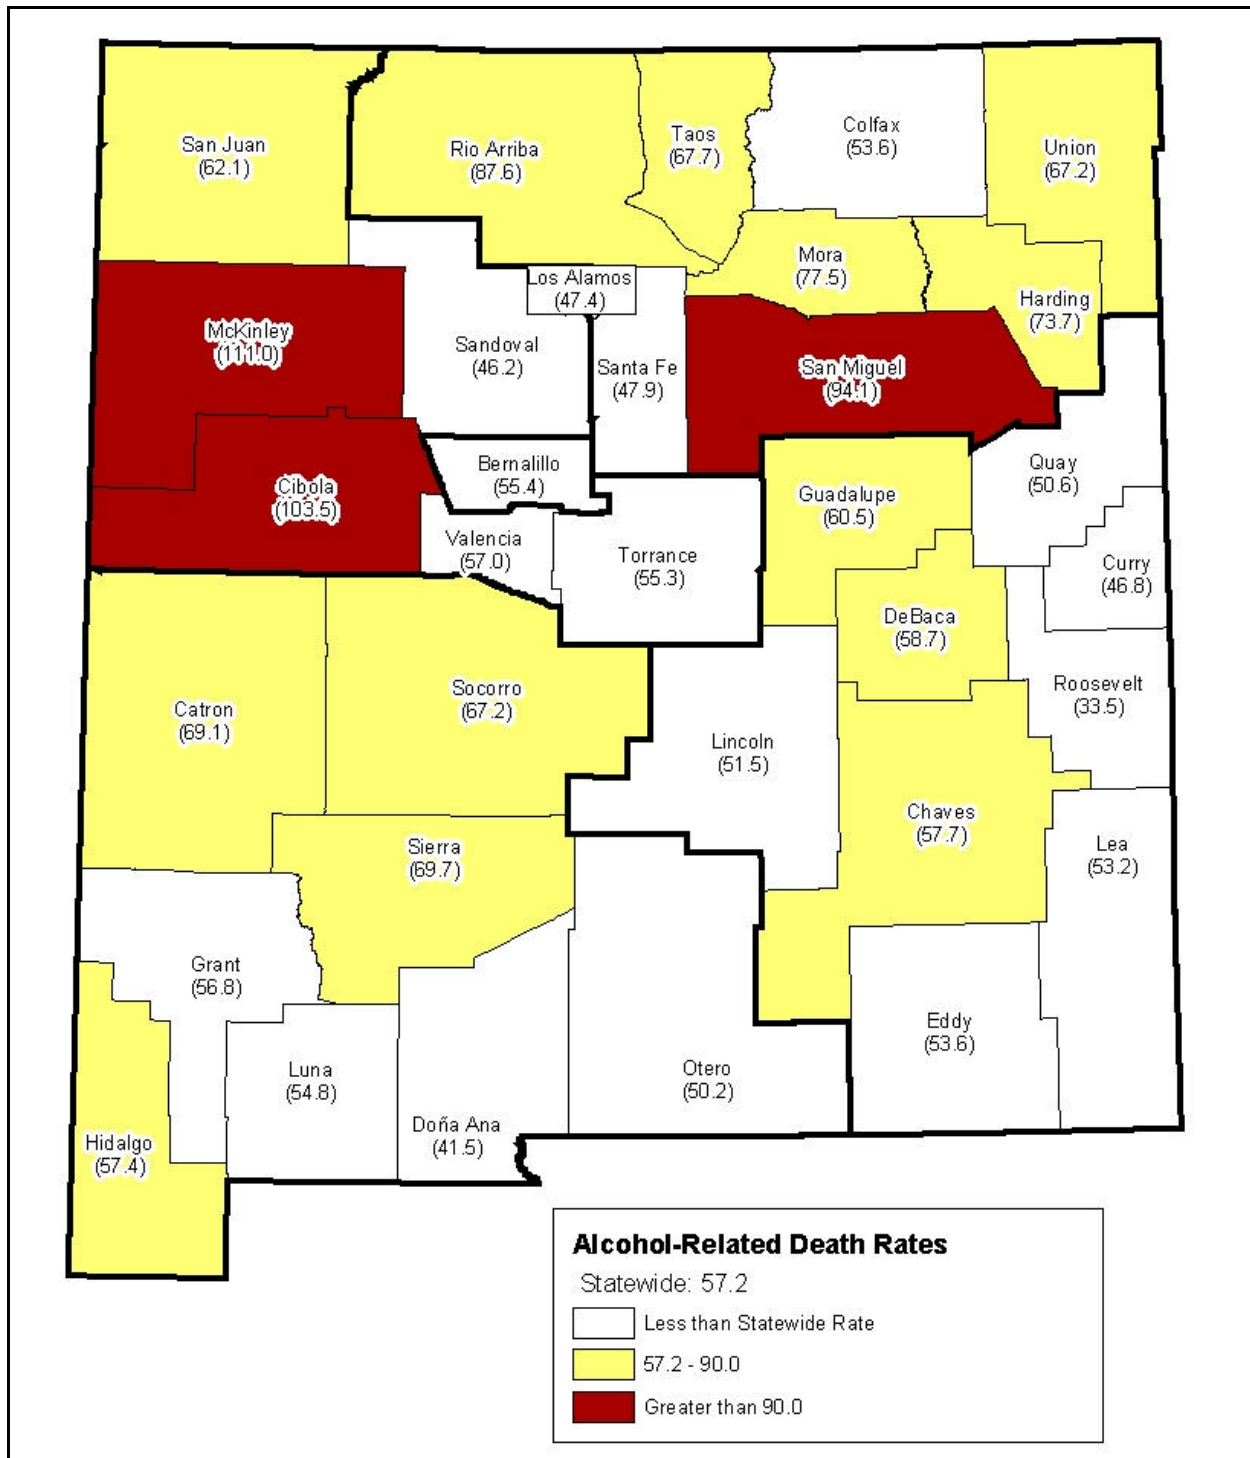 San Juan
(62.1)
Rio Arriba
(87.6)
Taos
(67.7)
Colfax
(53.6)
Union
(67.2)
Mora
(77.5)
Harding
(73.7)
Los Alamos
(47.4)
McKinley
(111.0)
Sandoval
(46.2)
Santa Fe
(47.9)
San Miguel
(94.1)
Quay
(50.6)
Cibola
(103.5)
Bernalillo
(55.4)
Guadalupe
(60.5)
Valencia
(57.0)
Torrance
(55.3)
Curry
(46.8)
DeBaca
(58.7)
Roosevelt
(33.5)
Catron
(69.1)
Socorro
(67.2)
Lincoln
(51.5)
Chaves
(57.7)
Sierra
(69.7)
Lea
(53.2)
Grant
(56.8)
Eddy
(53.6)
Luna
(54.8)
Otero
(50.2)
Doña Ana
(41.5)
Hidalgo
(57.4)
Alcohol-Related Death Rates
Statewide: 57.2
Less than Statewide Rate
57.2 - 90.0
Greater than 90.0